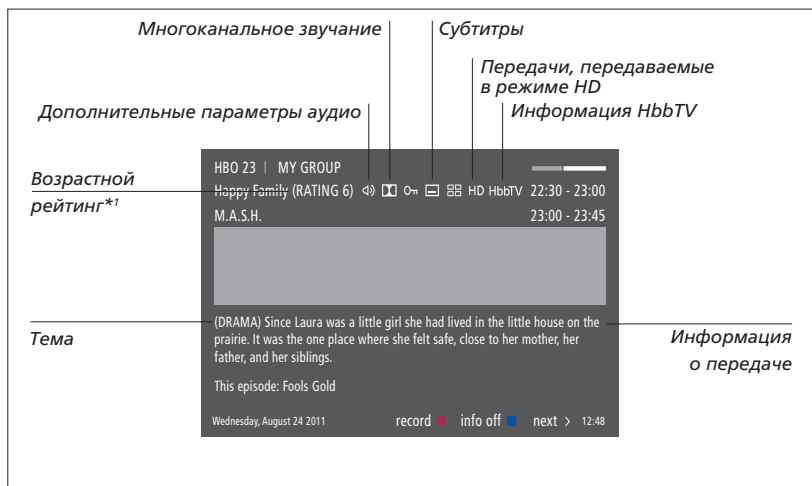 Многоканальное звучание
Субтитры
Передачи, передаваемые
в режиме HD
Дополнительные параметры аудио
Информация HbbTV
Возрастной
рейтинг*1
HBO 23 | MY GROUP
Happy Family (RATING 6) HD HbbTV 22:30 - 23:00
M.A.S.H. 23:00 - 23:45
Тема
(DRAMA) Since Laura was a little girl she had lived in the little house on the
prairie. It was the one place where she felt safe, close to her mother, her
father, and her siblings.
Информация
о передаче
This episode: Fools Gold
Wednesday, August 24 2011 record info off next > 12:48